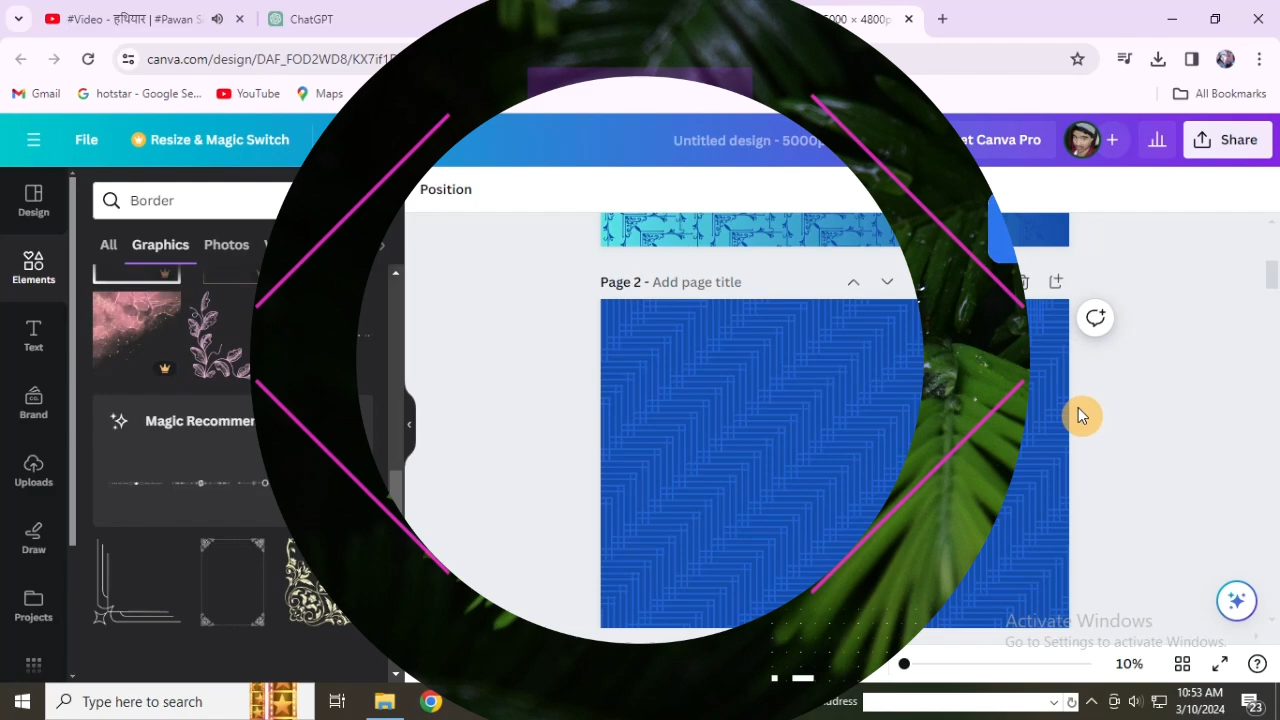 #Video - हथियार |#Pawan S
ChatGPT
5000 × 4800p
canva.com/design/DAF_FOD2WD8/KX7if1
Gmail
hotstar - Google Se...
YouTube
Maps
All Bookmarks
File
Resize & Magic Switch
Untitled design - 5000p
et Canva Pro
Share
Design
Border
Position
All
Graphics
Photos
Elements
Page 2 - Add page title
Text
Brand
Magic Recommen
Uploads
Draw
Projects
Activate Windows
Go to Settings to activate Windows.
10%
Type here to search
ddress
10:53 AM
3/10/2024
23